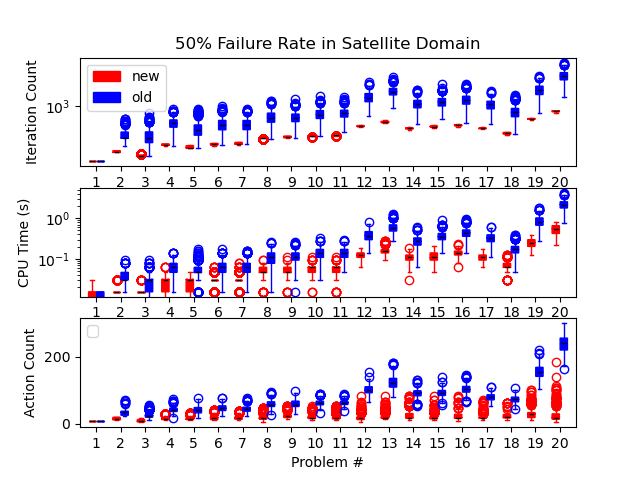 50% Failure Rate in Satellite Domain
new
old
Iteration Count
10³
1 2 3 4 5 6 7 8 9 10 11 12 13 14 15 16 17 18 19 20
CPU Time (s)
10⁰
10⁻¹
1 2 3 4 5 6 7 8 9 10 11 12 13 14 15 16 17 18 19 20
Action Count
200
0
1 2 3 4 5 6 7 8 9 10 11 12 13 14 15 16 17 18 19 20
Problem #